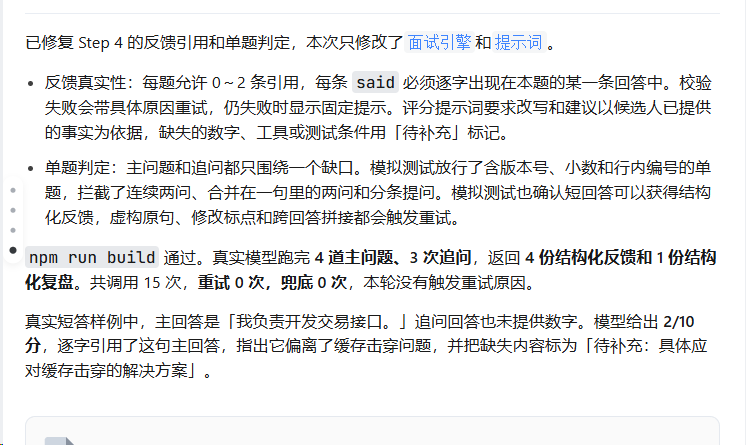 已修复 Step 4 的反馈引用和单题判定，本次只修改了 面试引擎 和 提示词 。
• 反馈真实性：每题允许 0～2 条引用，每条 said 必须逐字出现在本题的某一条回答中。校验
失败会带具体原因重试，仍失败时显示固定提示。评分提示词要求改写和建议以候选人已提供
的事实为依据，缺失的数字、工具或测试条件用「待补充」标记。
• 单题判定：主问题和追问都只围绕一个缺口。模拟测试放行了含版本号、小数和行内编号的单
题，拦截了连续两问、合并在一句里的两问和分条提问。模拟测试也确认短回答可以获得结构
化反馈，虚构原句、修改标点和跨回答拼接都会触发重试。
npm run build 通过。真实模型跑完 4 道主问题、3 次追问，返回 4 份结构化反馈和 1 份结构
化复盘。共调用 15 次，重试 0 次，兜底 0 次，本轮没有触发重试原因。
真实短答样例中，主回答是「我负责开发交易接口。」追问回答也未提供数字。模型给出 2/10
分，逐字引用了这句主回答，指出它偏离了缓存击穿问题，并把缺失内容标为「待补充：具体应
对缓存击穿的解决方案」。